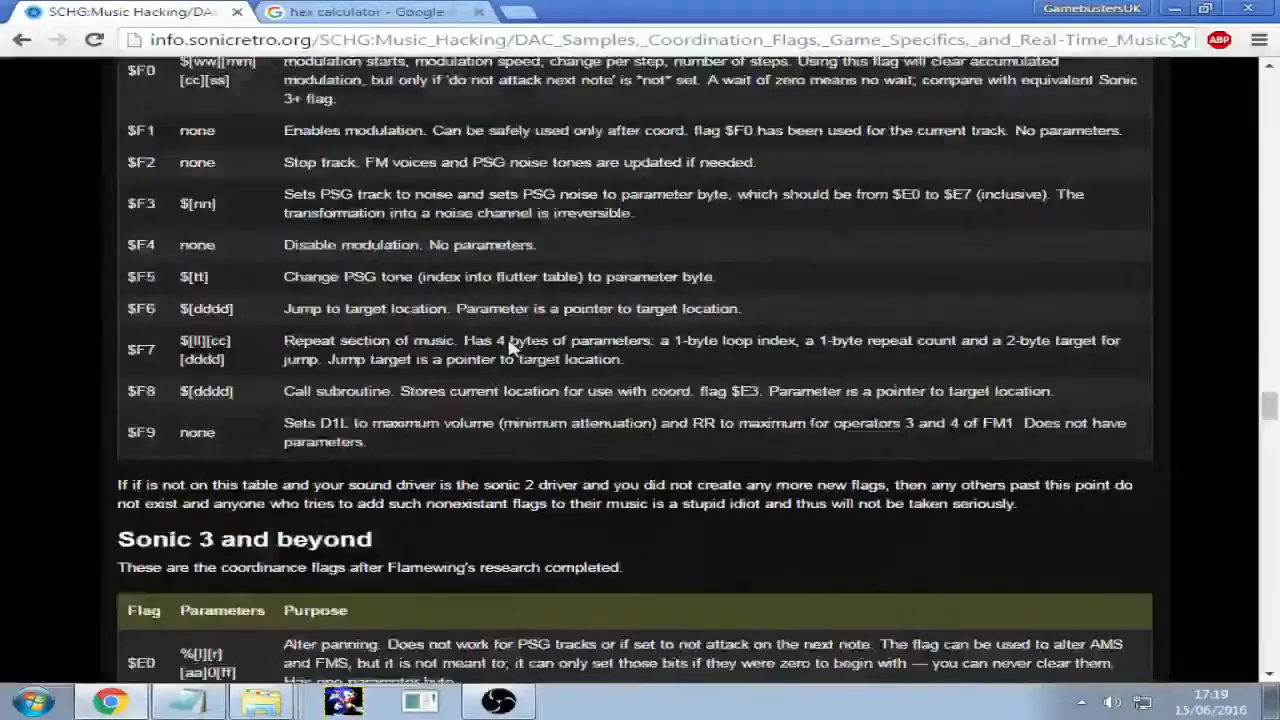 SCHG:Music Hacking/DA
hex calculator - Google
GamebustersUK
info.sonicretro.org/SCHG:Music_Hacking/DAC_Samples,_Coordination_Flags,_Game_Specifics,_and_Real-Time_Music
ABP
$F0
$[ww][mm]
[cc][ss]
modulation starts, modulation speed, change per step, number of steps. Using this flag will clear accumulated
modulation, but only if 'do not attack next note' is *not* set. A wait of zero means no wait; compare with equivalent Sonic
3+ flag.
$F1 none Enables modulation. Can be safely used only after coord. flag $F0 has been used for the current track. No parameters.
$F2 none Stop track. FM voices and PSG noise tones are updated if needed.
$F3 $[nn] Sets PSG track to noise and sets PSG noise to parameter byte, which should be from $E0 to $E7 (inclusive). The
transformation into a noise channel is irreversible.
$F4 none Disable modulation. No parameters.
$F5 $[tt] Change PSG tone (index into flutter table) to parameter byte.
$F6 $[dddd] Jump to target location. Parameter is a pointer to target location.
$F7 $[ll][cc] Repeat section of music. Has 4 bytes of parameters: a 1-byte loop index, a 1-byte repeat count and a 2-byte target for
[dddd] jump. Jump target is a pointer to target location.
$F8 $[dddd] Call subroutine. Stores current location for use with coord. flag $E3. Parameter is a pointer to target location.
$F9 none Sets D1L to maximum volume (minimum attenuation) and RR to maximum for operators 3 and 4 of FM1 Does not have
parameters.
If if is not on this table and your sound driver is the sonic 2 driver and you did not create any more new flags, then any others past this point do
not exist and anyone who tries to add such nonexistant flags to their music is a stupid idiot and thus will not be taken seriously.
Sonic 3 and beyond
These are the coordinance flags after Flamewing's research completed.
Flag Parameters Purpose
$E0
%[l][r]
[aa]0[ff]
Alter panning. Does not work for PSG tracks or if set to not attack on the next note. The flag can be used to alter AMS
and FMS, but it is not meant to; it can only set those bits if they were zero to begin with — you can never clear them.
Has one parameter byte.
17:19
15/06/2016